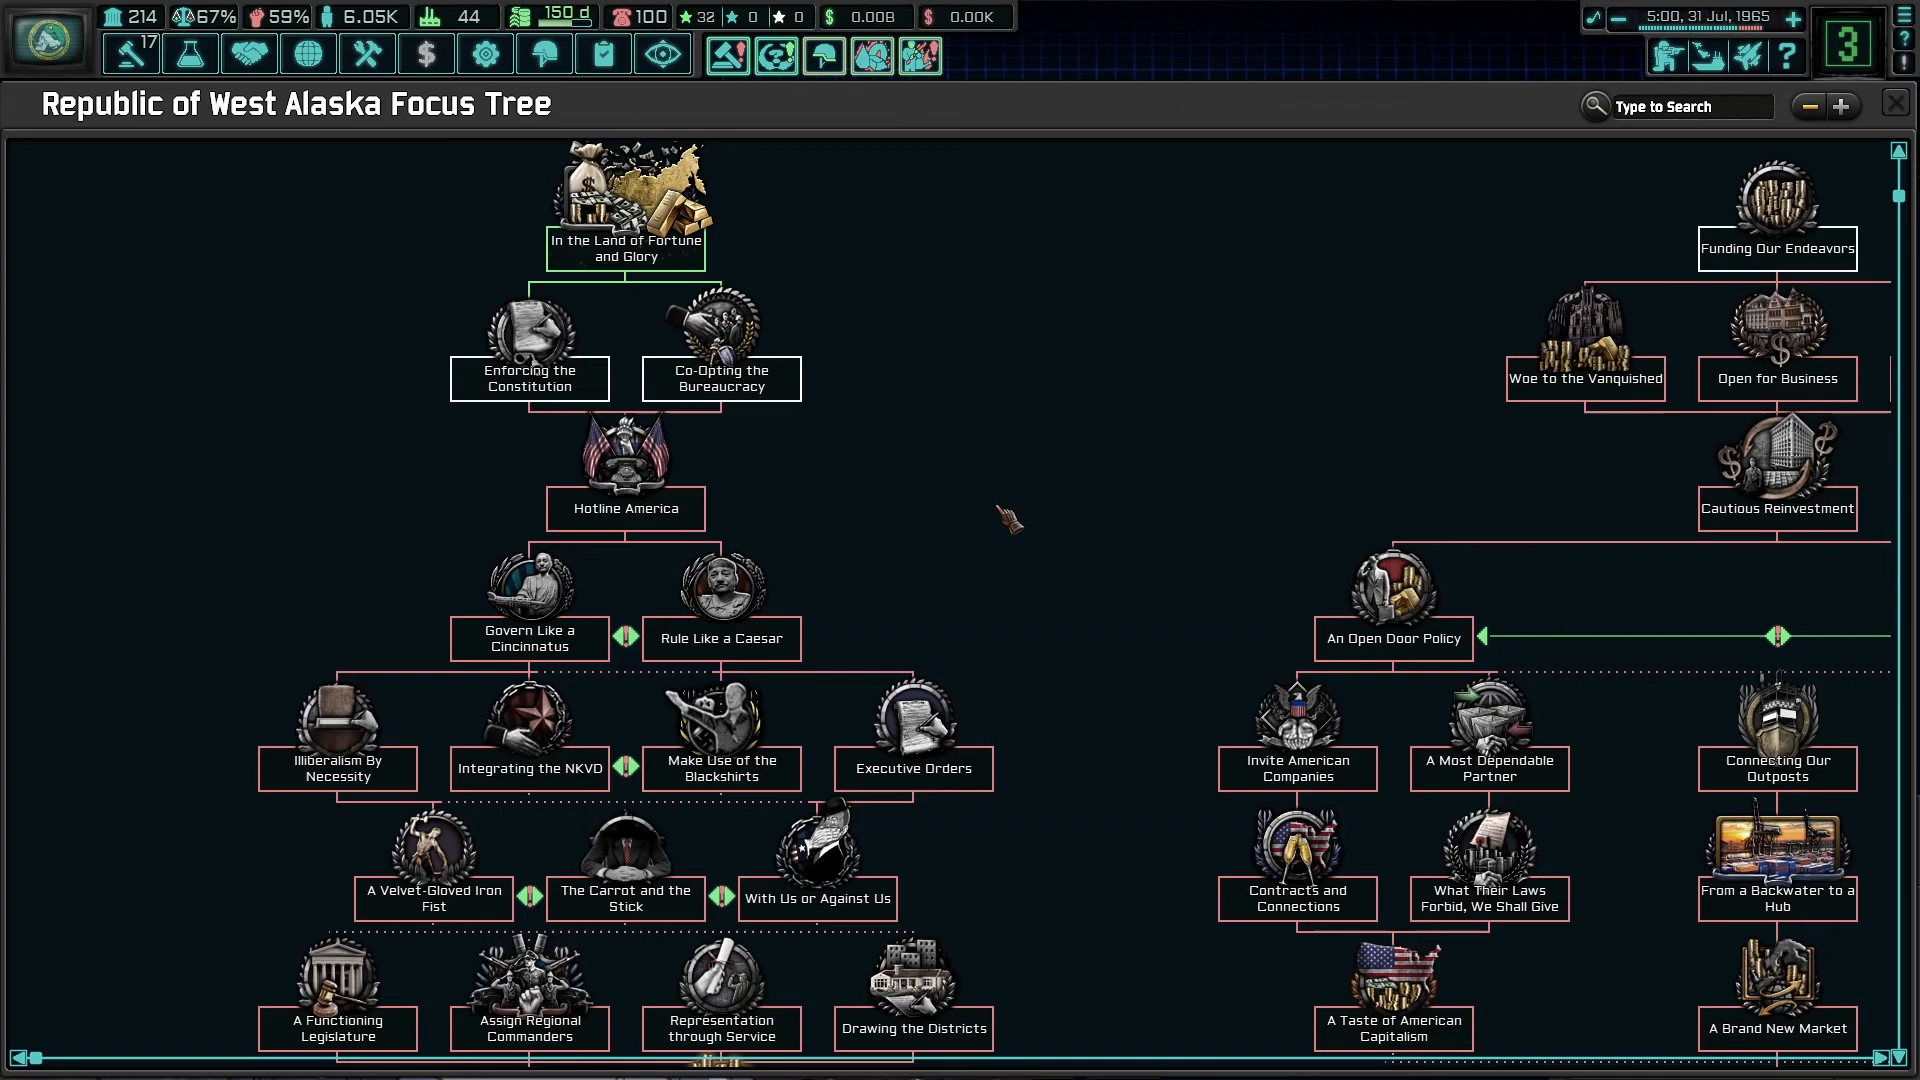 214 67% 59% 6.05K 44 150 d 100 32 0 0 $ 0.00B $ 0.00K
5:00, 31 Jul, 1965
17
3
Republic of West Alaska Focus Tree
Type to Search
In the Land of Fortune
and Glory
Funding Our Endeavors
Enforcing the
Constitution
Co-Opting the
Bureaucracy
Woe to the Vanquished
Open for Business
Hotline America
Cautious Reinvestment
Govern Like a
Cincinnatus
Rule Like a Caesar
An Open Door Policy
Illiberalism By
Necessity
Integrating the NKVD
Make Use of the
Blackshirts
Executive Orders
Invite American
Companies
A Most Dependable
Partner
Connecting Our
Outposts
A Velvet-Gloved Iron
Fist
The Carrot and the
Stick
With Us or Against Us
Contracts and
Connections
What Their Laws
Forbid, We Shall Give
From a Backwater to a
Hub
A Functioning
Legislature
Assign Regional
Commanders
Representation
through Service
Drawing the Districts
A Taste of American
Capitalism
A Brand New Market